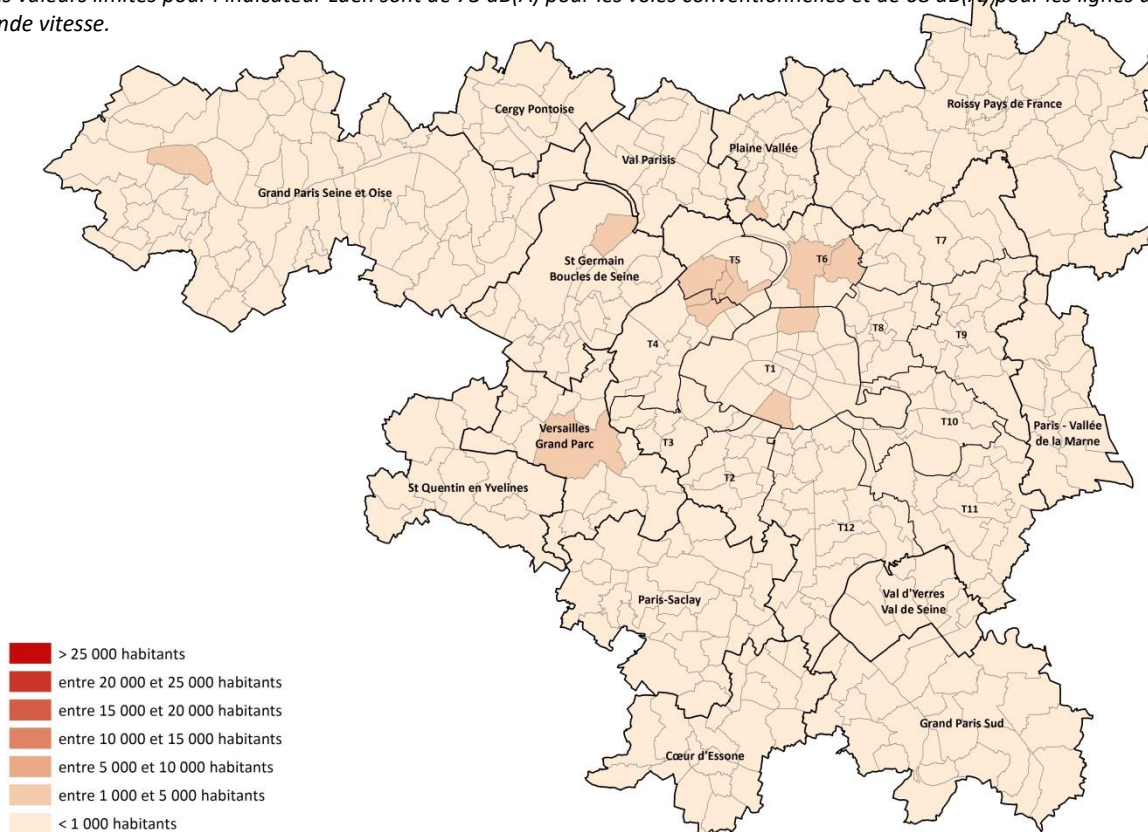 valeurs limites pour l'indicateur Lden sont de 73 dB(A) pour les voies conventionnelles et de 68 dB(A) pour les lignes
vitesse.
Cergy Pontoise
Roissy Pays de France
Val Parisis
Plaine Vallée
Grand Paris Seine et Oise
T7
T5
T6
St Germain
Boucles de Seine
T8
T9
T4
T1
Versailles
Grand Parc
T3
T10
Paris - Vallée
de la Marne
St Quentin en Yvelines
T2
T11
T12
Paris-Saclay
Val d'Yerres
Val de Seine
Grand Paris Sud
Cœur d'Essone
> 25 000 habitants
entre 20 000 et 25 000 habitants
entre 15 000 et 20 000 habitants
entre 10 000 et 15 000 habitants
entre 5 000 et 10 000 habitants
entre 1 000 et 5 000 habitants
< 1 000 habitants